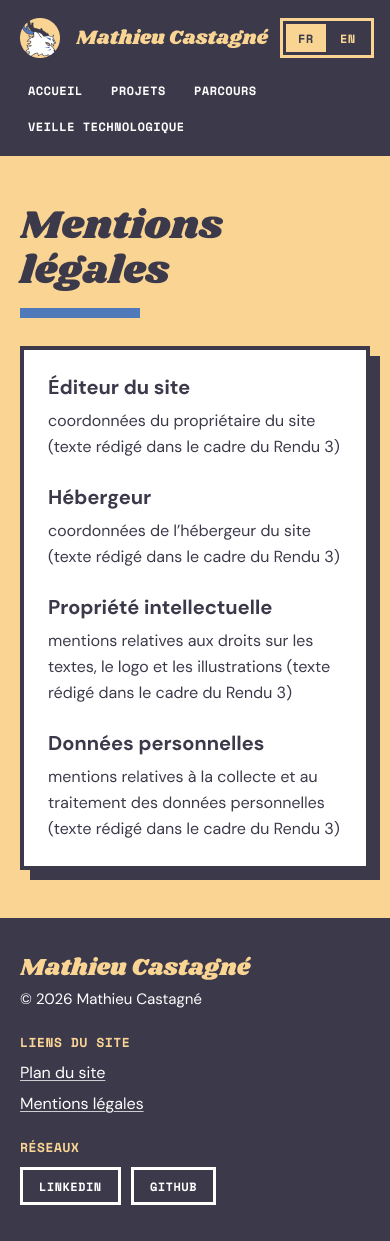 Mathieu Castagné
FR EN
ACCUEIL PROJETS PARCOURS
VEILLE TECHNOLOGIQUE
Mentions
légales
Éditeur du site
coordonnées du propriétaire du site
(texte rédigé dans le cadre du Rendu 3)
Hébergeur
coordonnées de l’hébergeur du site
(texte rédigé dans le cadre du Rendu 3)
Propriété intellectuelle
mentions relatives aux droits sur les
textes, le logo et les illustrations (texte
rédigé dans le cadre du Rendu 3)
Données personnelles
mentions relatives à la collecte et au
traitement des données personnelles
(texte rédigé dans le cadre du Rendu 3)
Mathieu Castagné
© 2026 Mathieu Castagné
LIENS DU SITE
Plan du site
Mentions légales
RÉSEAUX
LINKEDIN GITHUB